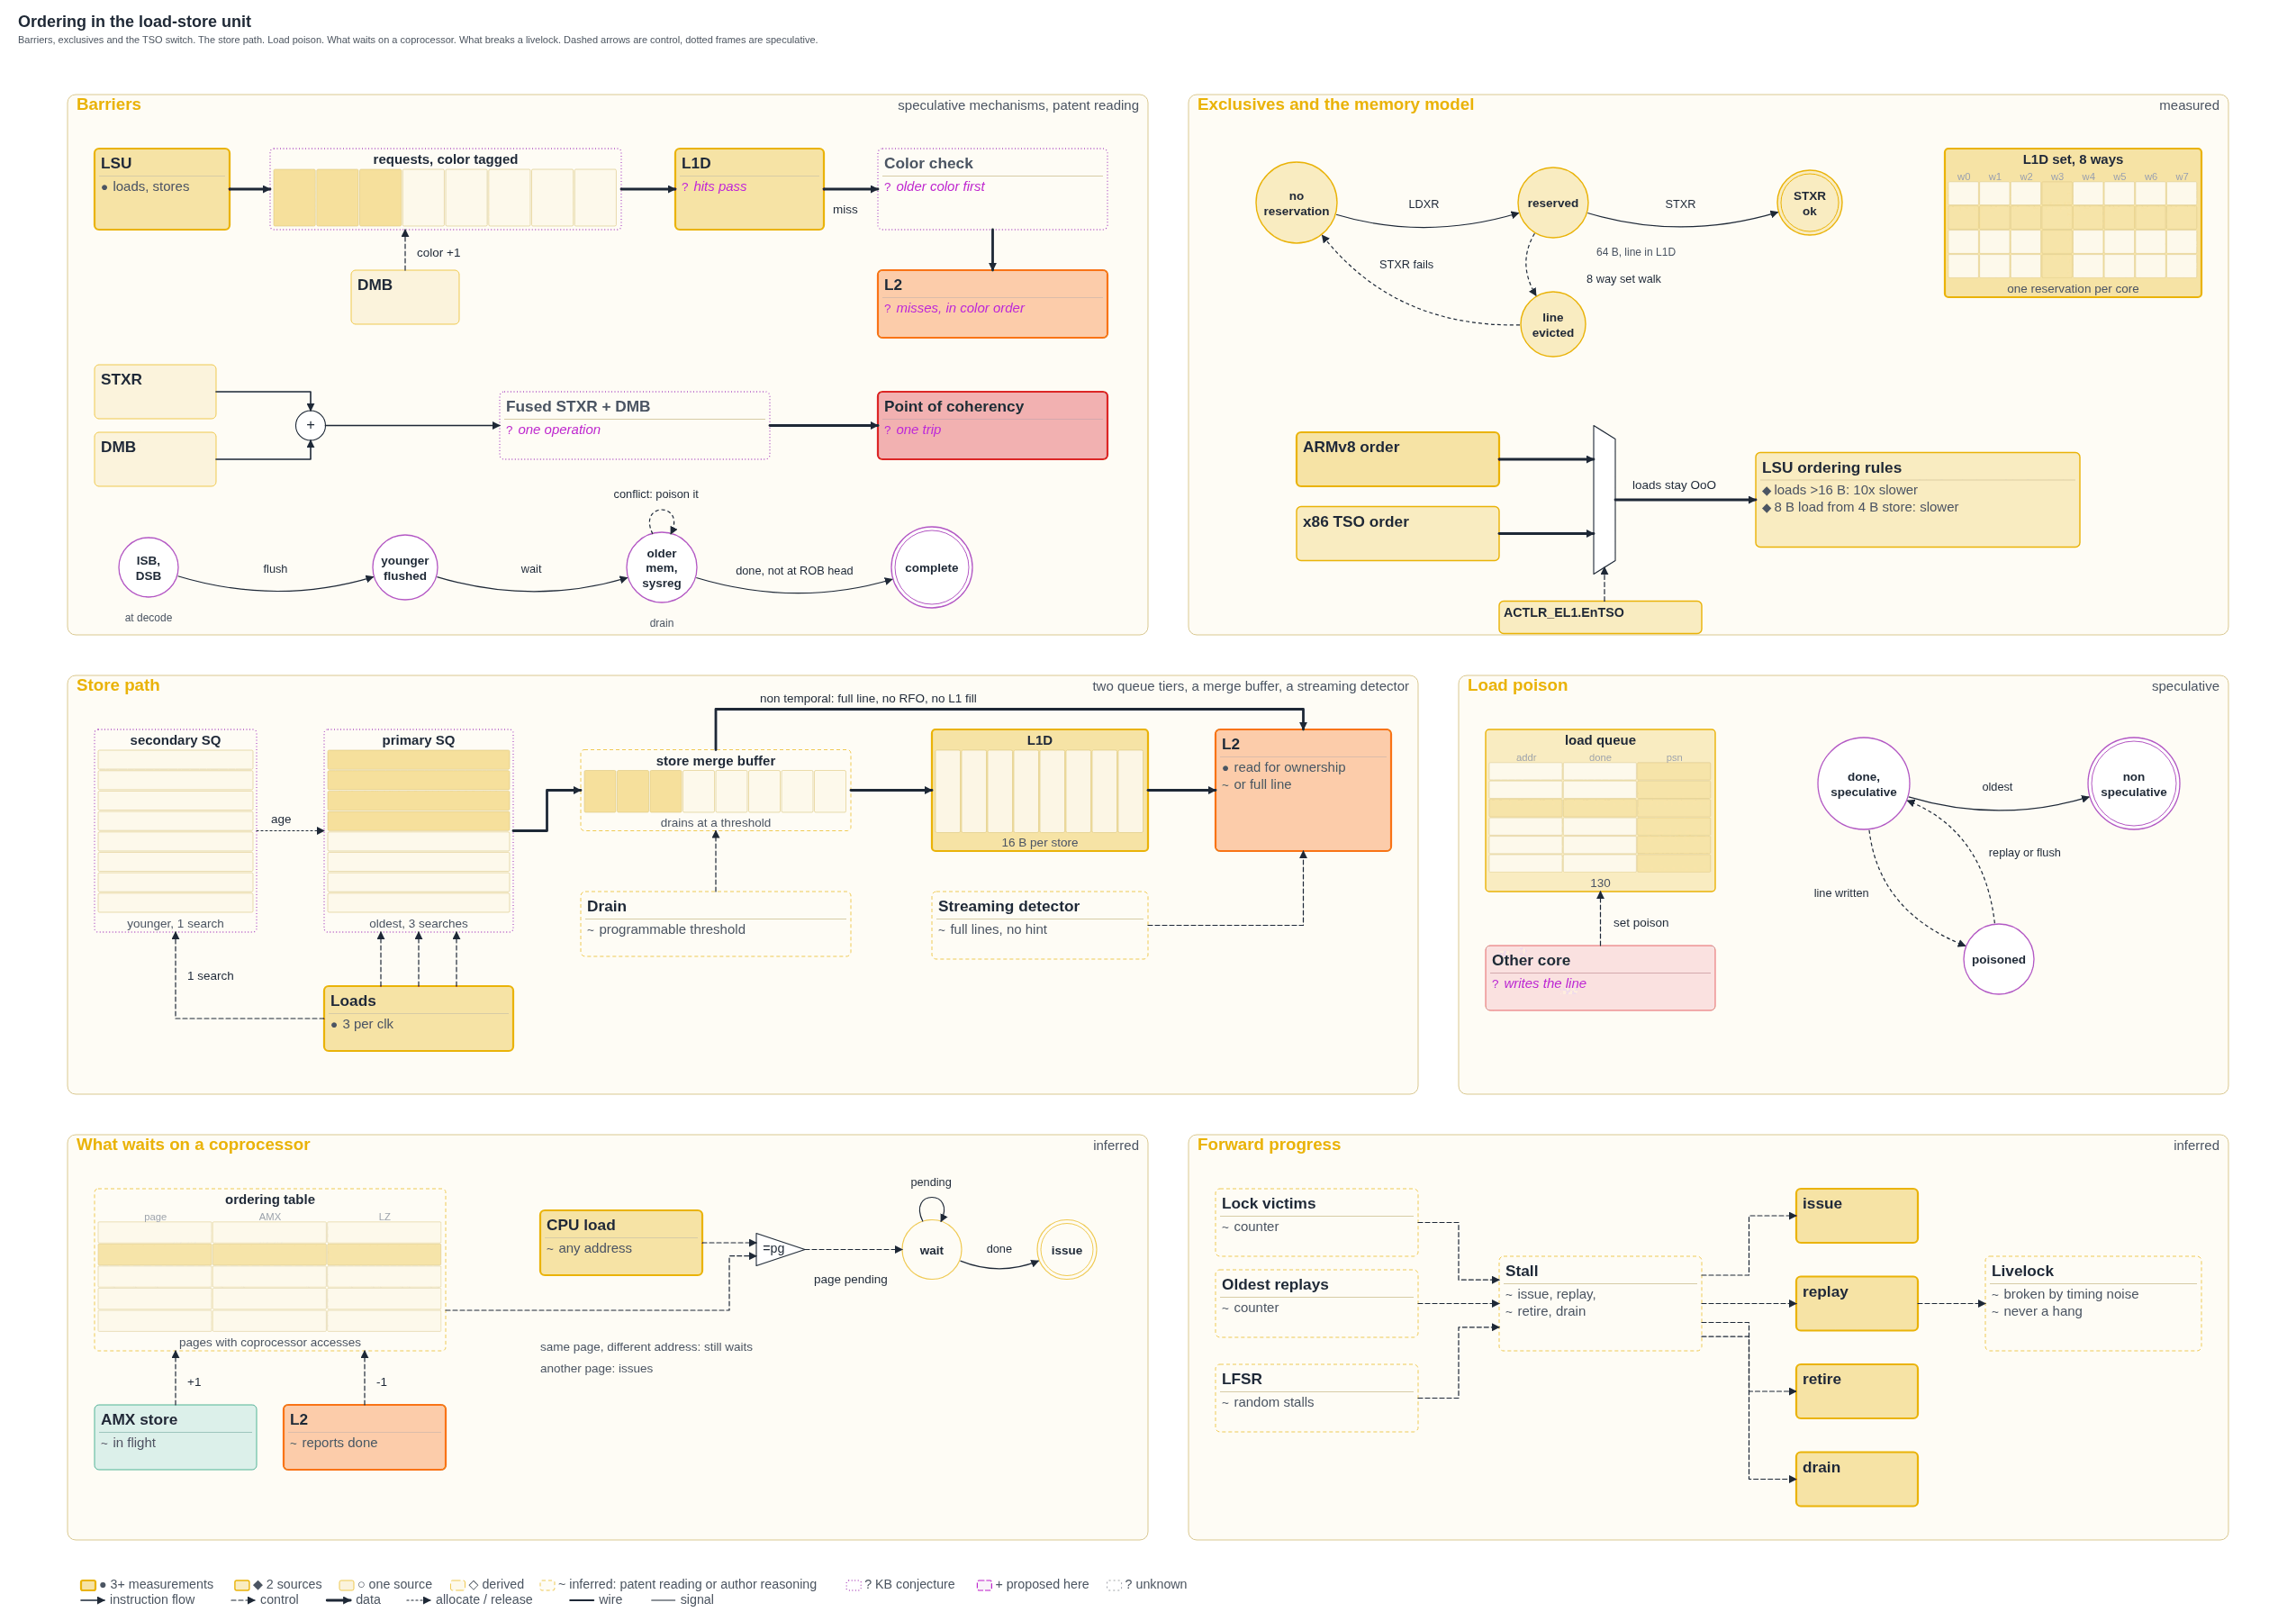 Ordering in the load-store unit
Barriers, exclusives and the TSO switch. The store path. Load poison. What waits on a coprocessor. What breaks a livelock. Dashed arrows are control, dotted frames are speculative.
Barriers
speculative mechanisms, patent reading
LSU
● loads, stores
requests, color tagged
L1D
? hits pass
miss
Color check
? older color first
color +1
DMB
L2
? misses, in color order
STXR
DMB
+
Fused STXR + DMB
? one operation
Point of coherency
? one trip
conflict: poison it
ISB,
DSB
flush
younger
flushed
wait
older
mem,
sysreg
done, not at ROB head
complete
at decode
drain
Exclusives and the memory model
measured
no
reservation
LDXR
reserved
STXR
STXR
ok
64 B, line in L1D
STXR fails
8 way set walk
line
evicted
L1D set, 8 ways
w0 w1 w2 w3 w4 w5 w6 w7
one reservation per core
ARMv8 order
x86 TSO order
loads stay OoO
LSU ordering rules
◆ loads >16 B: 10x slower
◆ 8 B load from 4 B store: slower
ACTLR_EL1.EnTSO
Store path
two queue tiers, a merge buffer, a streaming detector
non temporal: full line, no RFO, no L1 fill
secondary SQ
younger, 1 search
age
primary SQ
oldest, 3 searches
store merge buffer
drains at a threshold
L1D
16 B per store
L2
● read for ownership
~ or full line
Drain
~ programmable threshold
Streaming detector
~ full lines, no hint
1 search
Loads
● 3 per clk
Load poison
speculative
load queue
addr done psn
130
set poison
Other core
? writes the line
done,
speculative
oldest
non
speculative
replay or flush
line written
poisoned
What waits on a coprocessor
inferred
ordering table
page AMX LZ
pages with coprocessor accesses
+1
-1
AMX store
~ in flight
L2
~ reports done
CPU load
~ any address
=pg
page pending
pending
wait
done
issue
same page, different address: still waits
another page: issues
Forward progress
inferred
Lock victims
~ counter
Oldest replays
~ counter
LFSR
~ random stalls
Stall
~ issue, replay,
~ retire, drain
issue
replay
retire
drain
Livelock
~ broken by timing noise
~ never a hang
● 3+ measurements ◆ 2 sources ○ one source ◇ derived ~ inferred: patent reading or author reasoning ? KB conjecture + proposed here ? unknown
instruction flow control data allocate / release wire signal